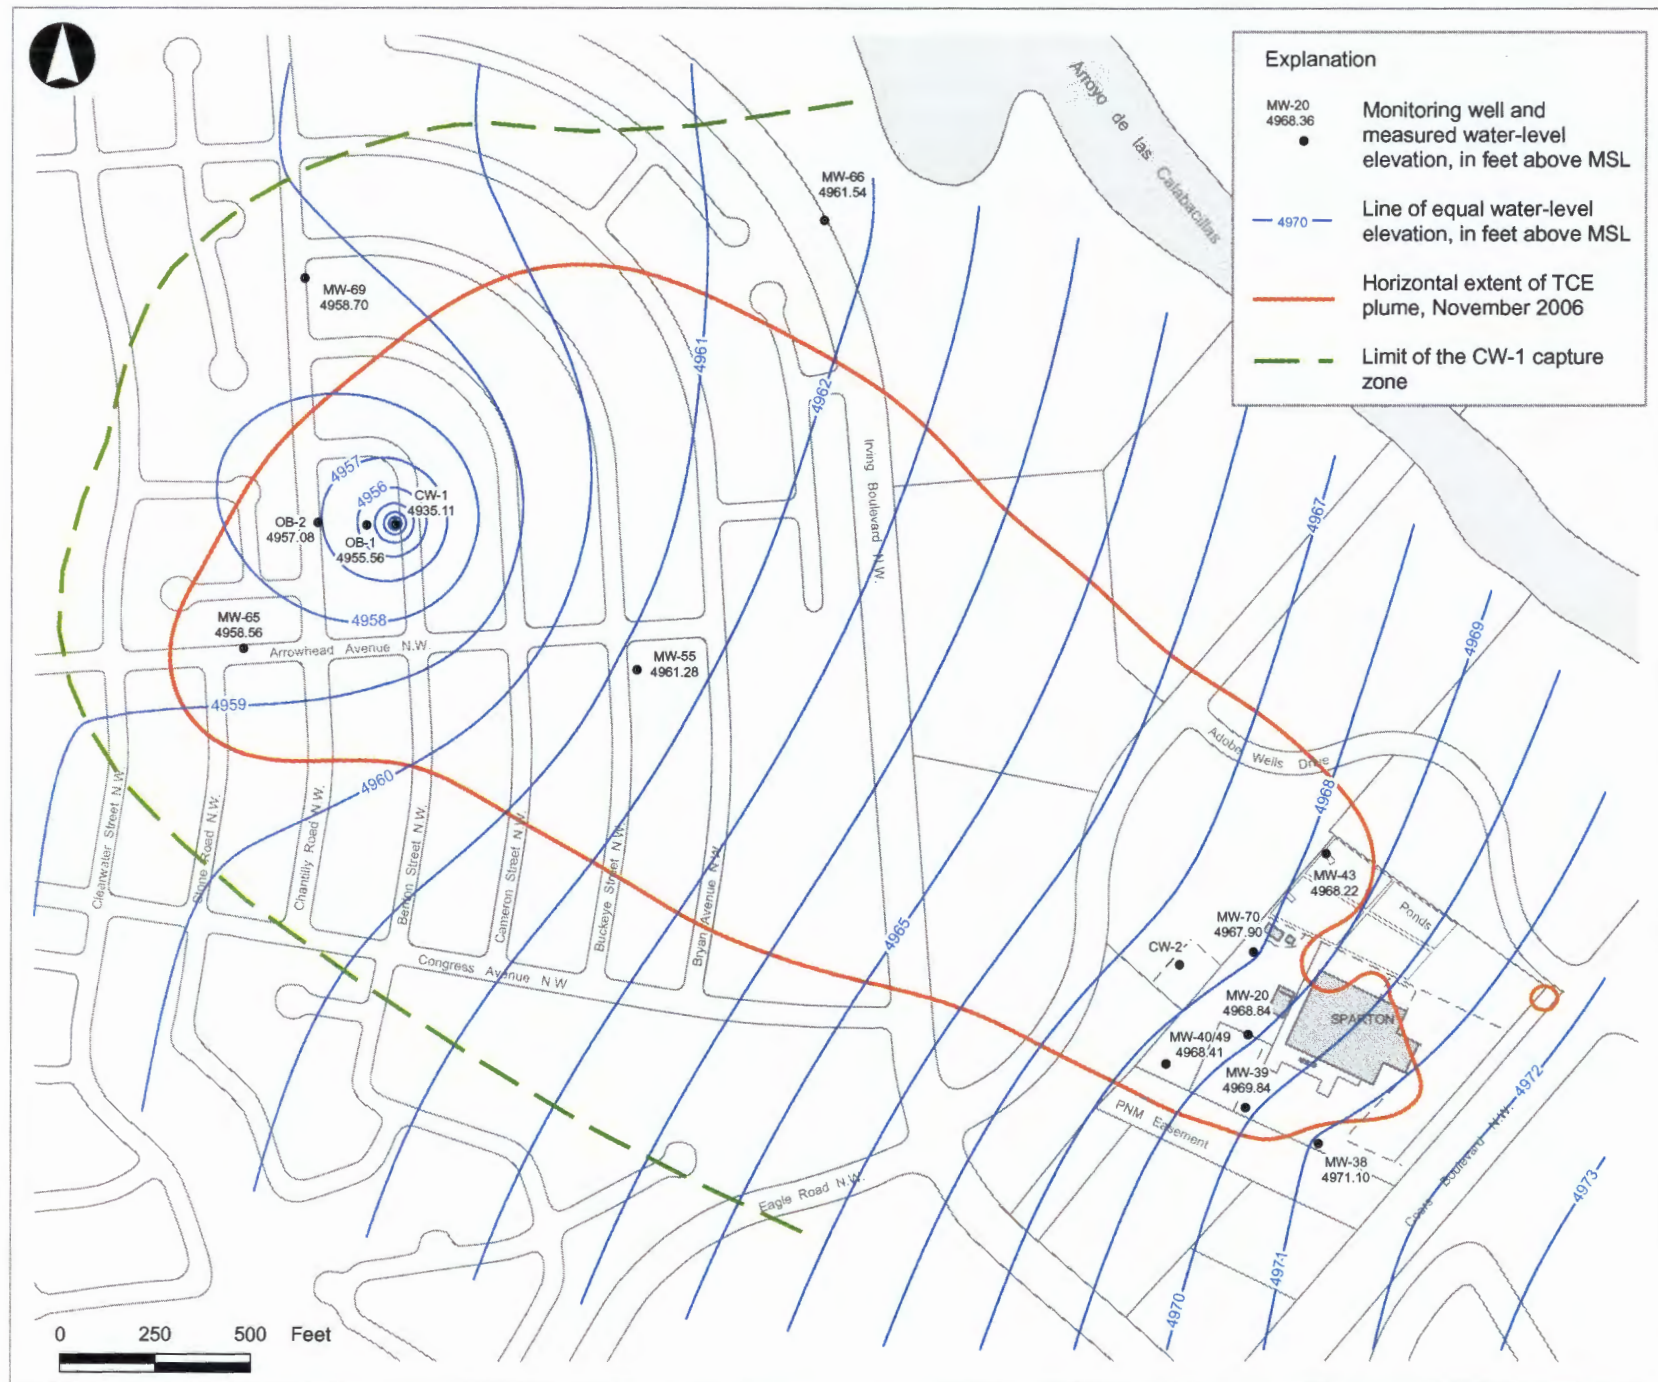 Explanation
MW-20
4968.36
Monitoring well and
measured water-level
elevation, in feet above MSL
4970
Line of equal water-level
elevation, in feet above MSL
Horizontal extent of TCE
plume, November 2006
Limit of the CW-1 capture
zone
Arroyo de las Calabacillas
MW-66
4961.54
MW-69
4958.70
4961
4962
4957
4956
CW-1
4935.11
OB-2
4957.08
OB-1
4955.56
Irving Boulevard N.W.
4967
4958
MW-65
4958.56
Arrowhead Avenue N.W.
MW-55
4961.28
4969
4959
Adobe Wells Drive
4960
4968
Clearwater Street N.W.
Stone Road N.W.
Chantilly Road N.W.
Benton Street N.W.
Cameron Street N.W.
Buckeye Street N.W.
Bryan Avenue N.W.
MW-43
4968.22
Ponds
4965
MW-70
4967.90
CW-2
Congress Avenue N W
MW-20
4968.84
SPARTON
MW-40/49
4968.41
MW-39
4969.84
4972
PNM Easement
MW-38
4971.10
Coors Boulevard N.W.
Eagle Road N.W.
4973
4971
4970
0 250 500 Feet